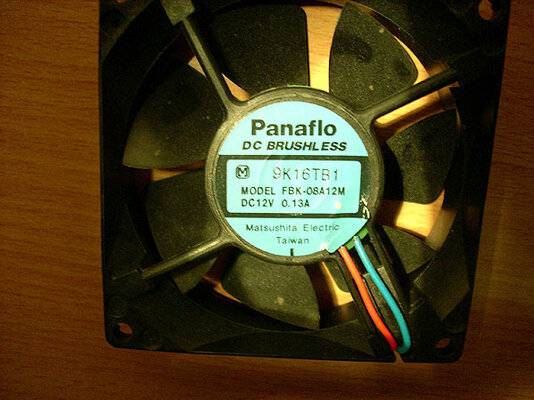 Panaflo
DC BRUSHLESS
M 9K16TB1
MODEL FBK-08A12M
DC12V 0.13A
Matsushita Electric
Taiwan